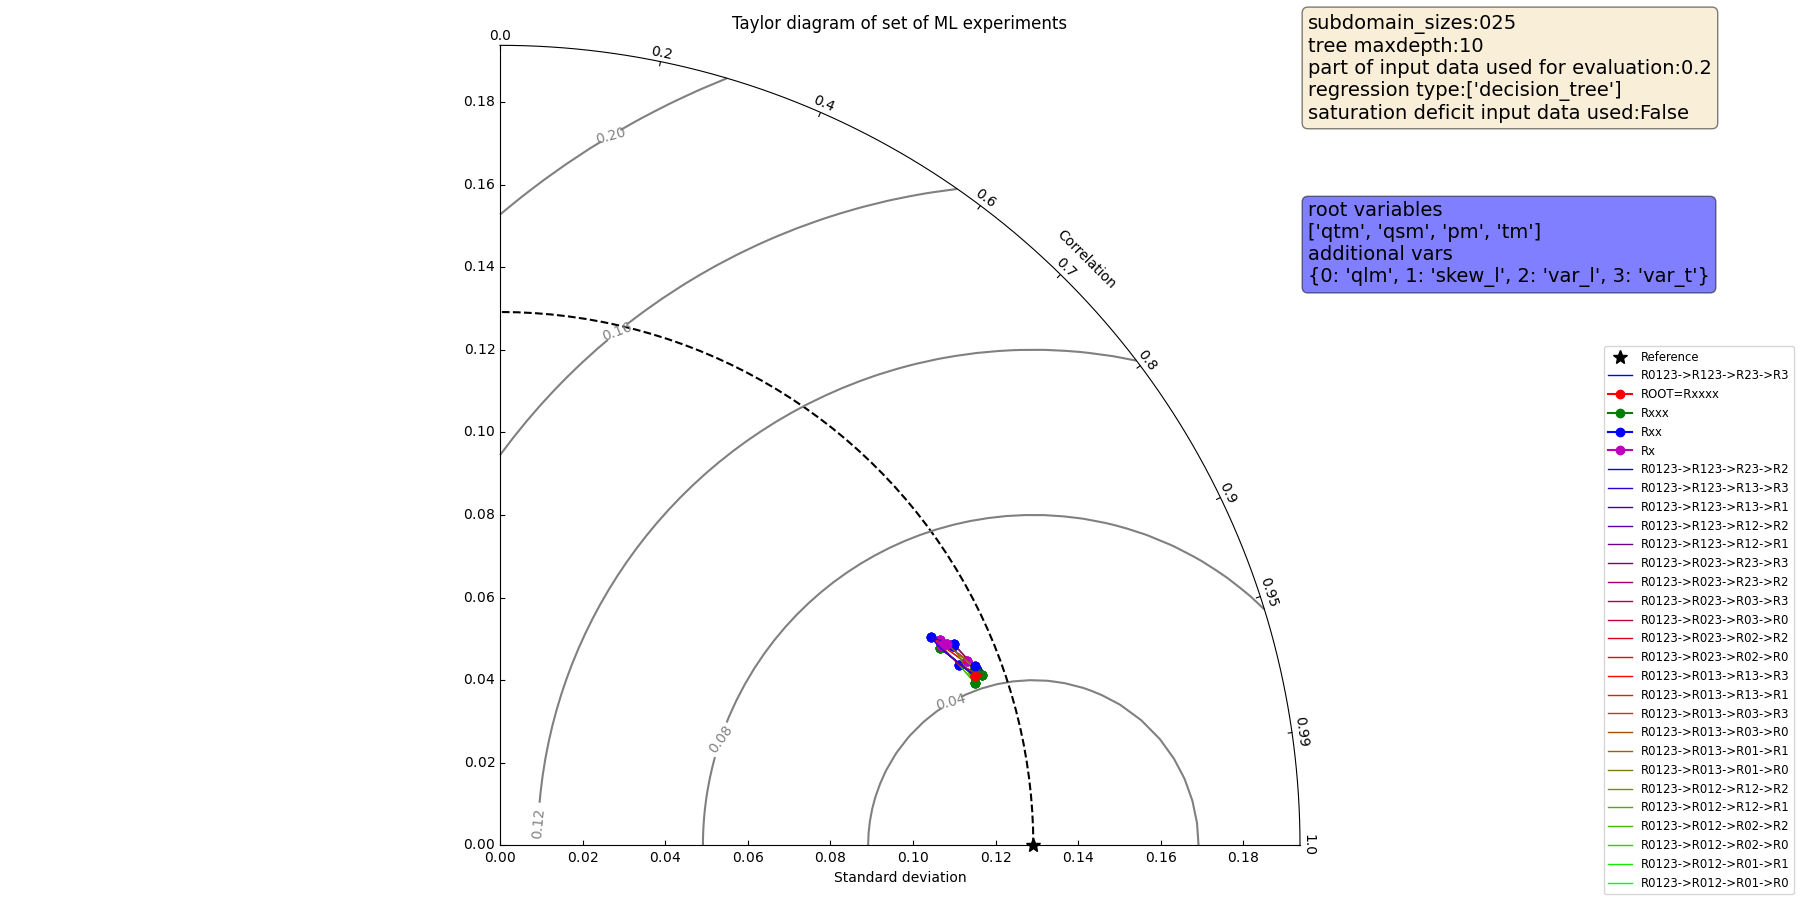 Taylor diagram of set of ML experiments
subdomain_sizes:025
tree maxdepth:10
part of input data used for evaluation:0.2
regression type:['decision_tree']
saturation deficit input data used:False
root variables
['qtm', 'qsm', 'pm', 'tm']
additional vars
{0: 'qlm', 1: 'skew_l', 2: 'var_l', 3: 'var_t'}
0.0
0.2
0.4
0.6
Correlation
0.7
0.8
0.9
0.95
0.99
1.0
0.18
0.16
0.14
0.12
0.10
0.08
0.06
0.04
0.02
0.00
0.20
0.16
0.12
0.08
0.04
0.00
0.02
0.04
0.06
0.08
0.10
0.12
0.14
0.16
0.18
Standard deviation
Reference
R0123->R123->R23->R3
ROOT=Rxxxx
Rxxx
Rxx
Rx
R0123->R123->R23->R2
R0123->R123->R13->R3
R0123->R123->R13->R1
R0123->R123->R12->R2
R0123->R123->R12->R1
R0123->R023->R23->R3
R0123->R023->R23->R2
R0123->R023->R03->R3
R0123->R023->R03->R0
R0123->R023->R02->R2
R0123->R023->R02->R0
R0123->R013->R13->R3
R0123->R013->R13->R1
R0123->R013->R03->R3
R0123->R013->R03->R0
R0123->R013->R01->R1
R0123->R013->R01->R0
R0123->R012->R12->R2
R0123->R012->R12->R1
R0123->R012->R02->R2
R0123->R012->R02->R0
R0123->R012->R01->R1
R0123->R012->R01->R0